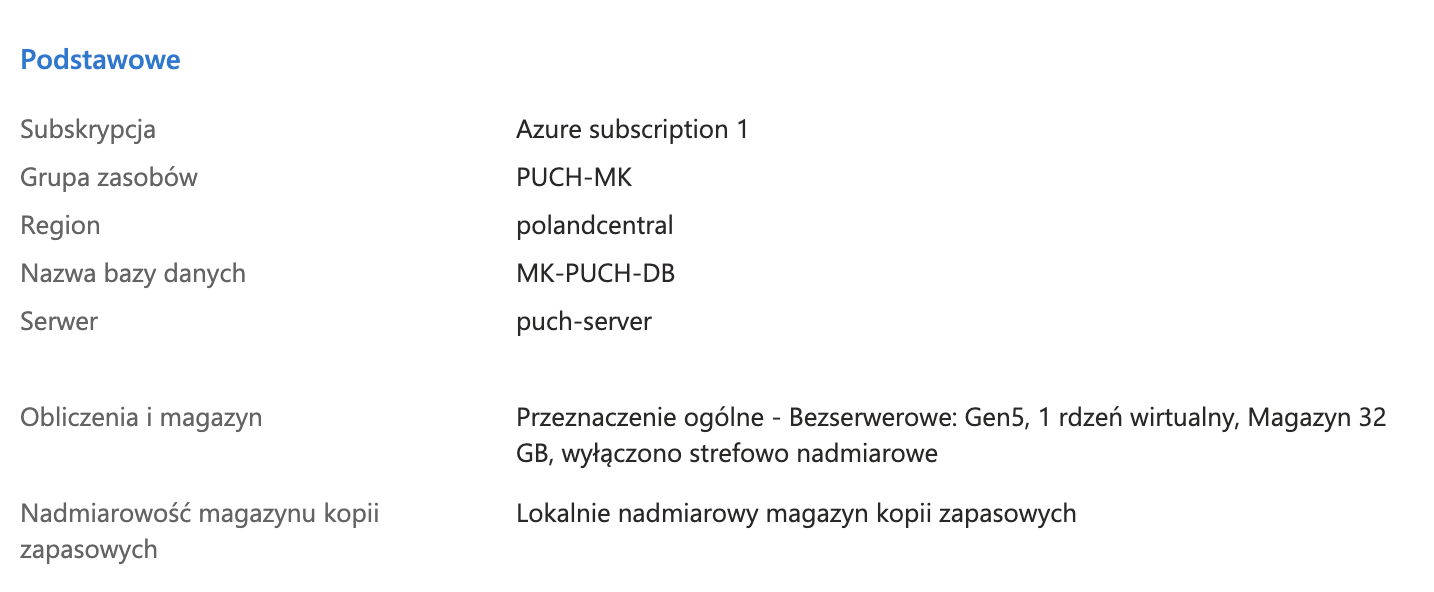 Podstawowe
Subskrypcja Azure subscription 1
Grupa zasobów PUCH-MK
Region polandcentral
Nazwa bazy danych MK-PUCH-DB
Serwer puch-server
Obliczenia i magazyn Przeznaczenie ogólne - Bezserwerowe: Gen5, 1 rdzeń wirtualny, Magazyn 32
GB, wyłączono strefowo nadmiarowe
Nadmiarowość magazynu kopii Lokalnie nadmiarowy magazyn kopii zapasowych
zapasowych